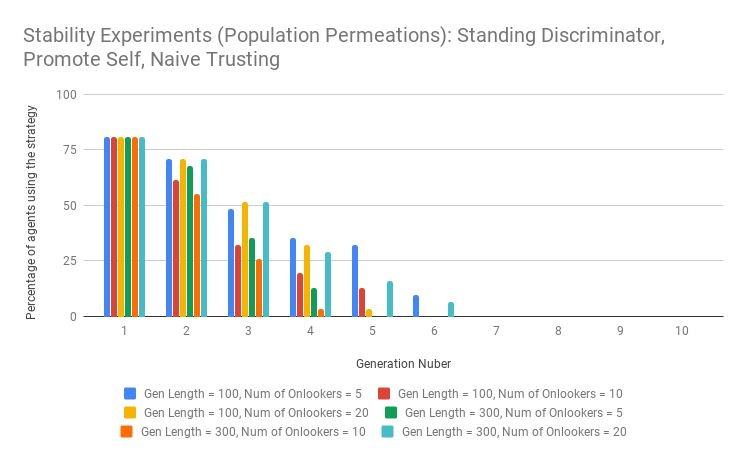 Stability Experiments (Population Permeations): Standing Discriminator,
Promote Self, Naive Trusting
Percentage of agents using the strategy
100
75
50
25
0
1 2 3 4 5 6 7 8 9 10
Generation Nuber
Gen Length = 100, Num of Onlookers = 5 Gen Length = 100, Num of Onlookers = 10
Gen Length = 100, Num of Onlookers = 20 Gen Length = 300, Num of Onlookers = 5
Gen Length = 300, Num of Onlookers = 10 Gen Length = 300, Num of Onlookers = 20